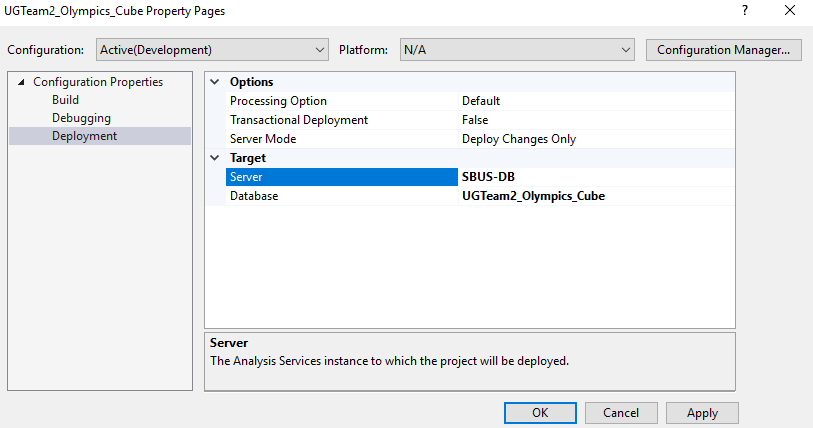 UGTeam2_Olympics_Cube Property Pages
? 
Configuration: Active(Development) Platform: N/A Configuration Manager...
Configuration Properties
Build
Debugging
Deployment
Options
Processing Option Default
Transactional Deployment False
Server Mode Deploy Changes Only
Target
Server SBUS-DB
Database UGTeam2_Olympics_Cube
Server
The Analysis Services instance to which the project will be deployed.
OK Cancel Apply